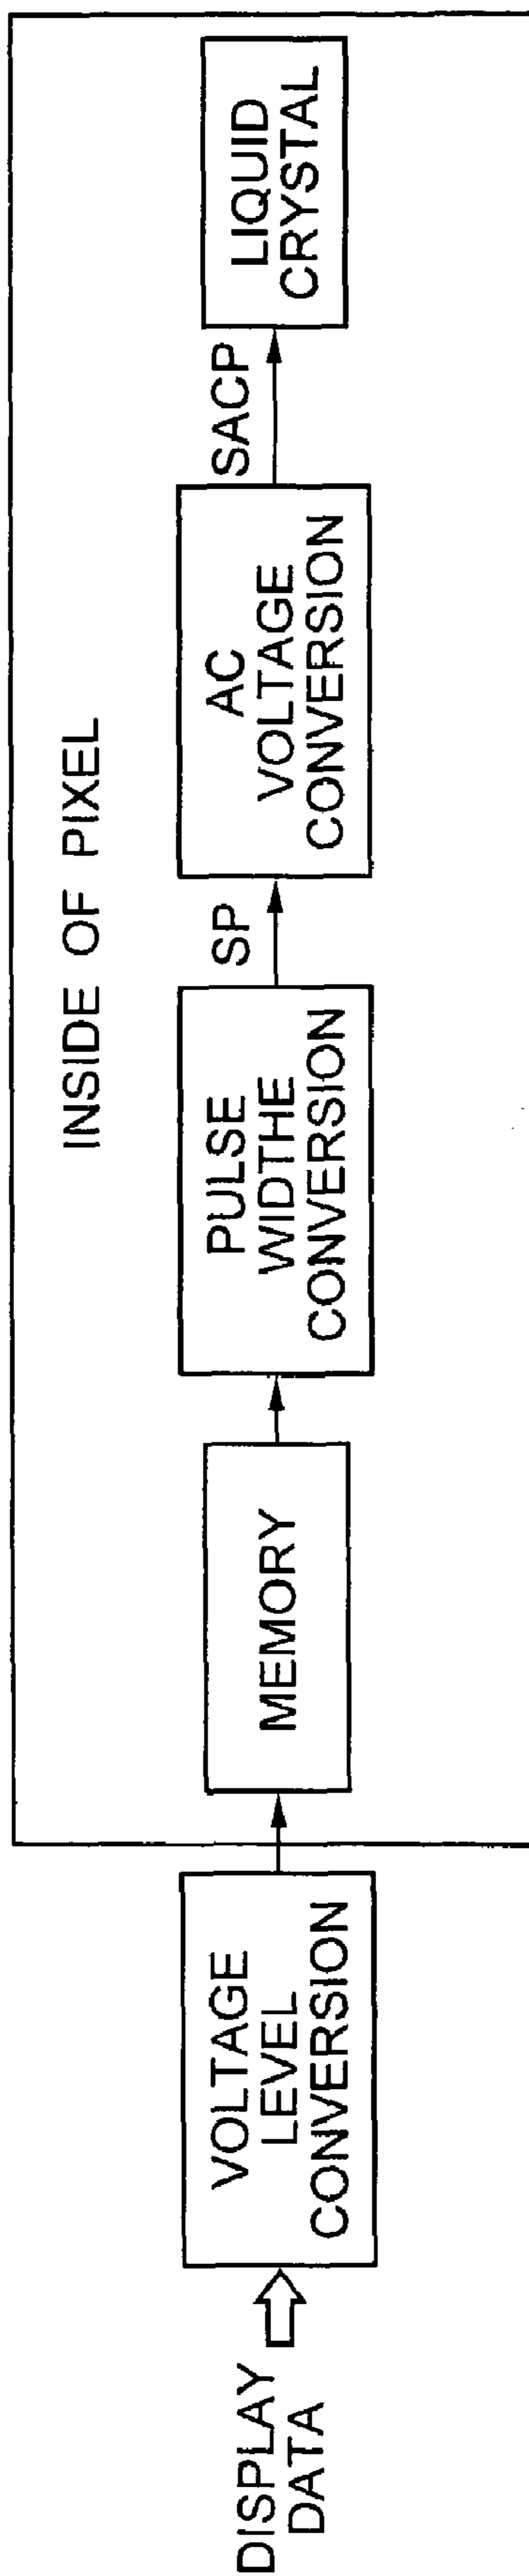 INSIDE OF PIXEL
DISPLAY
DATA
VOLTAGE
LEVEL
CONVERSION
MEMORY
PULSE
WIDTHE
CONVERSION
SP
AC
VOLTAGE
CONVERSION
SACP
LIQUID
CRYSTAL